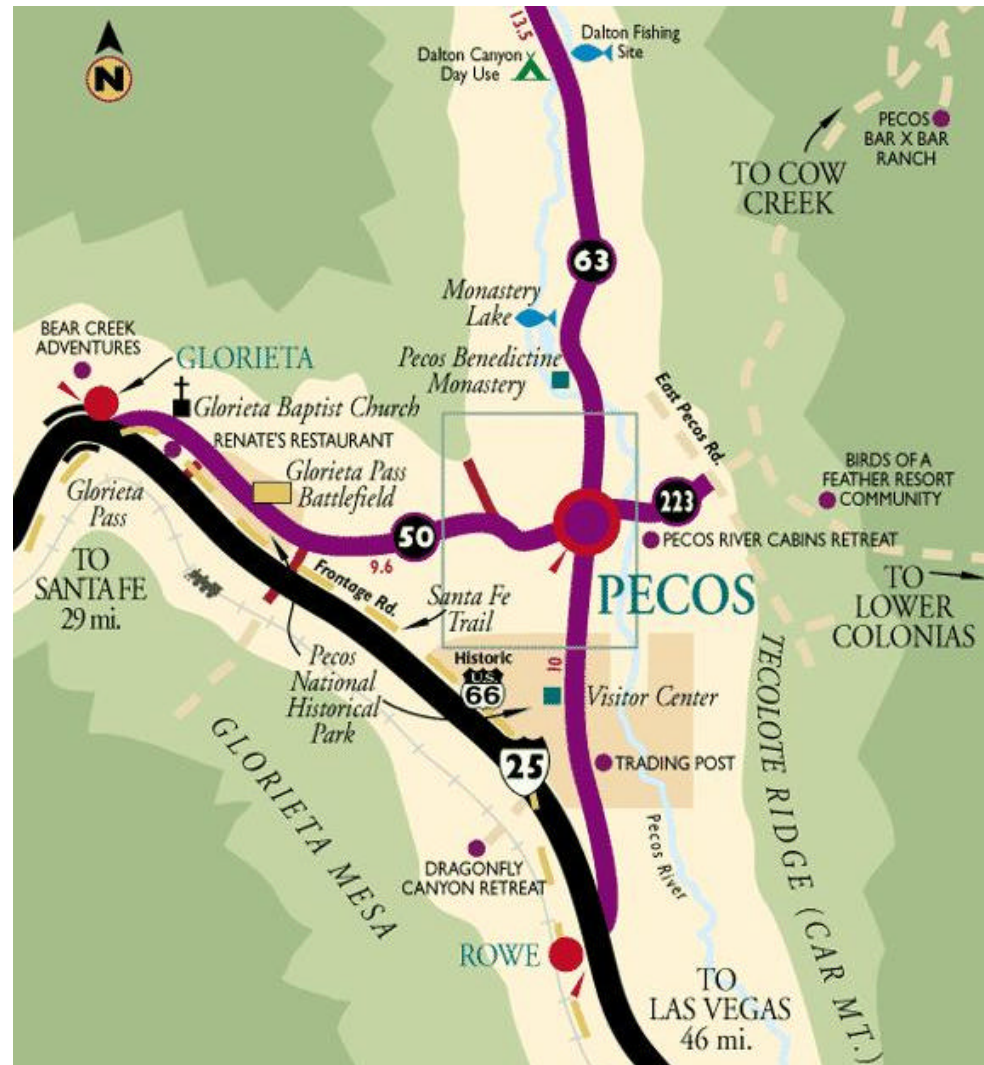 13.5
Dalton Fishing
Site
Dalton Canyon
Day Use
N
PECOS
BAR X BAR
RANCH
TO COW
CREEK
63
Monastery
Lake
Pecos Benedictine
Monastery
BEAR CREEK
ADVENTURES
GLORIETA
Glorieta Baptist Church
RENATE'S RESTAURANT
Glorieta Pass
Battlefield
Glorieta
Pass
East Pecos Rd.
BIRDS OF A
FEATHER RESORT
COMMUNITY
223
50
9.6
PECOS RIVER CABINS RETREAT
PECOS
TO
SANTA FE
29 mi.
Frontage Rd.
Santa Fe
Trail
TO
LOWER
COLONIAS
Pecos
National
Historical
Park
Historic
U.S.
66
10
Visitor Center
25
TRADING POST
GLORIETA MESA
TECOLOTE RIDGE (CAR MT.)
Pecos River
DRAGONFLY
CANYON RETREAT
ROWE
TO
LAS VEGAS
46 mi.